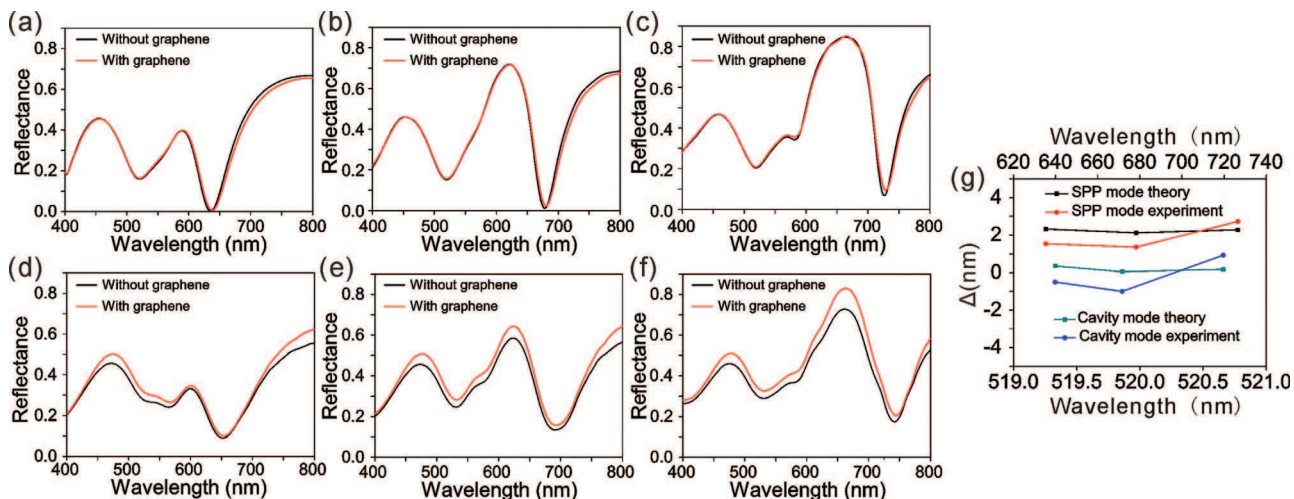 (a)
Without graphene
With graphene
0.8
0.6
0.4
0.2
0.0
Reflectance
400 500 600 700 800
Wavelength (nm)
(b)
Without graphene
With graphene
0.8
0.6
0.4
0.2
0.0
Reflectance
400 500 600 700 800
Wavelength (nm)
(c)
Without graphene
With graphene
0.8
0.6
0.4
0.2
0.0
Reflectance
400 500 600 700 800
Wavelength (nm)
(d)
Without graphene
With graphene
1.0
0.8
0.6
0.4
0.2
0.0
Reflectance
400 500 600 700 800
Wavelength (nm)
(e)
Without graphene
With graphene
1.0
0.8
0.6
0.4
0.2
0.0
Reflectance
400 500 600 700 800
Wavelength (nm)
(f)
Without graphene
With graphene
1.0
0.8
0.6
0.4
0.2
0.0
Reflectance
400 500 600 700 800
Wavelength (nm)
(g)
Wavelength (nm)
620 640 660 680 700 720 740
SPP mode theory
SPP mode experiment
4
2
0
-2
-4
Δ(nm)
Cavity mode theory
Cavity mode experiment
519.0 519.5 520.0 520.5 521.0
Wavelength (nm)